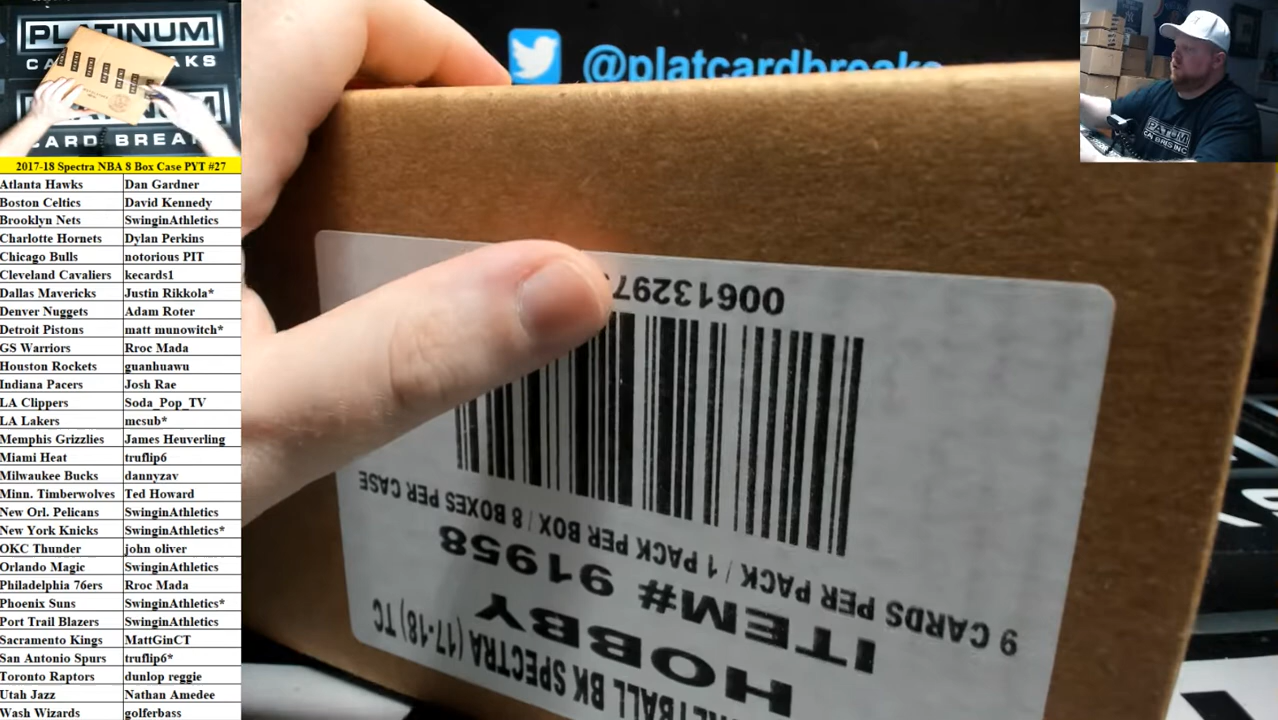 PLATINUM
CA
BREAKS
CARD BREA
@platcardbreaks
2017-18 Spectra NBA 8 Box Case PYT #27
Atlanta Hawks Dan Gardner
Boston Celtics David Kennedy
Brooklyn Nets SwinginAthletics
Charlotte Hornets Dylan Perkins
Chicago Bulls notorious PIT
Cleveland Cavaliers kecards1
Dallas Mavericks Justin Rikkola*
Denver Nuggets Adam Roter
Detroit Pistons matt munowitch*
GS Warriors Rroc Mada
Houston Rockets guanhuawu
Indiana Pacers Josh Rae
LA Clippers Soda_Pop_TV
LA Lakers mcsub*
Memphis Grizzlies James Heuverling
Miami Heat truflip6
Milwaukee Bucks dannyzav
Minn. Timberwolves Ted Howard
New Orl. Pelicans SwinginAthletics
New York Knicks SwinginAthletics*
OKC Thunder john oliver
Orlando Magic SwinginAthletics
Philadelphia 76ers Rroc Mada
Phoenix Suns SwinginAthletics*
Port Trail Blazers SwinginAthletics
Sacramento Kings MattGinCT
San Antonio Spurs truflip6*
Toronto Raptors dunlop reggie
Utah Jazz Nathan Amedee
Wash Wizards golferbass
BALL BK SPECTRA (17-18) TC
HOBBY
ITEM# 91958
9 CARDS PER PACK / 1 PACK PER BOX / 8 BOXES PER CASE
00613297